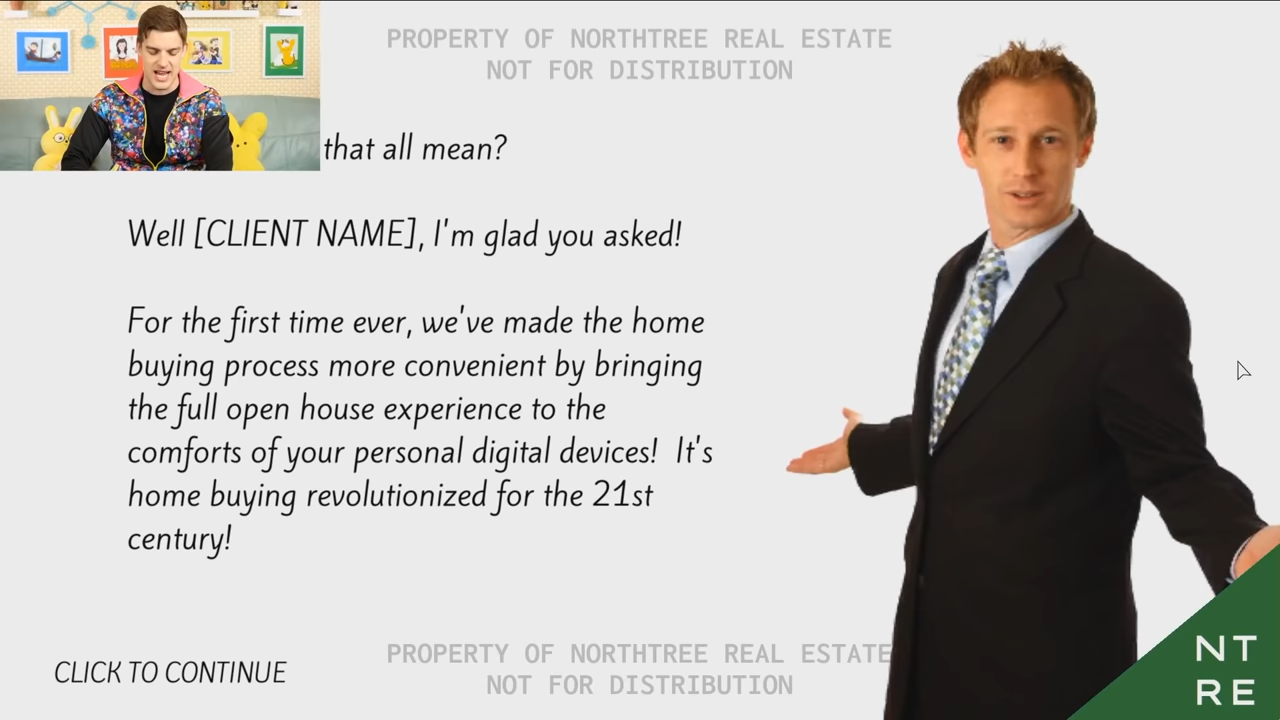 PROPERTY OF NORTHTREE REAL ESTATE
NOT FOR DISTRIBUTION
that all mean?
Well [CLIENT NAME], I'm glad you asked!
For the first time ever, we've made the home
buying process more convenient by bringing
the full open house experience to the
comforts of your personal digital devices!  It's
home buying revolutionized for the 21st
century!
PROPERTY OF NORTHTREE REAL ESTATE
NOT FOR DISTRIBUTION
CLICK TO CONTINUE
NT
RE